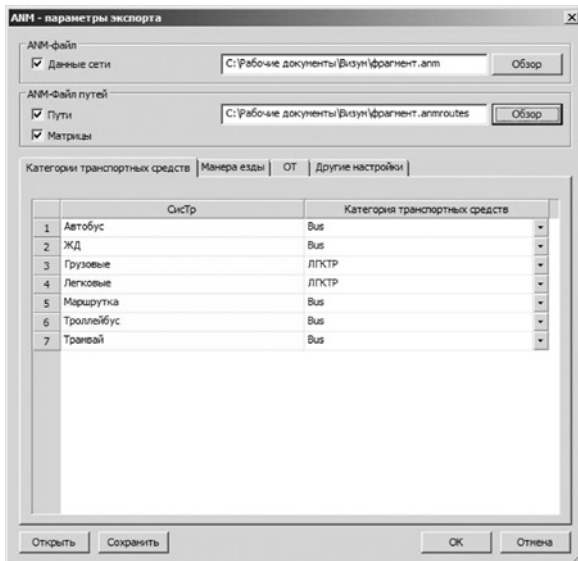 ANM - параметры экспорта
ANM-файл
Данные сети C:\Рабочие документы\Визум\фрагмент.anm Обзор
ANM-Файл путей
Пути C:\Рабочие документы\Визум\фрагмент.anmroutes Обзор
Матрицы
Категории транспортных средств Манера езды ОТ Другие настройки
СисТр Категория транспортных средств
1 Автобус Bus
2 ЖД Bus
3 Грузовые ЛГКТР
4 Легковые ЛГКТР
5 Маршрутка Bus
6 Троллейбус Bus
7 Трамвай Bus
Открыть Сохранить ОК Отмена